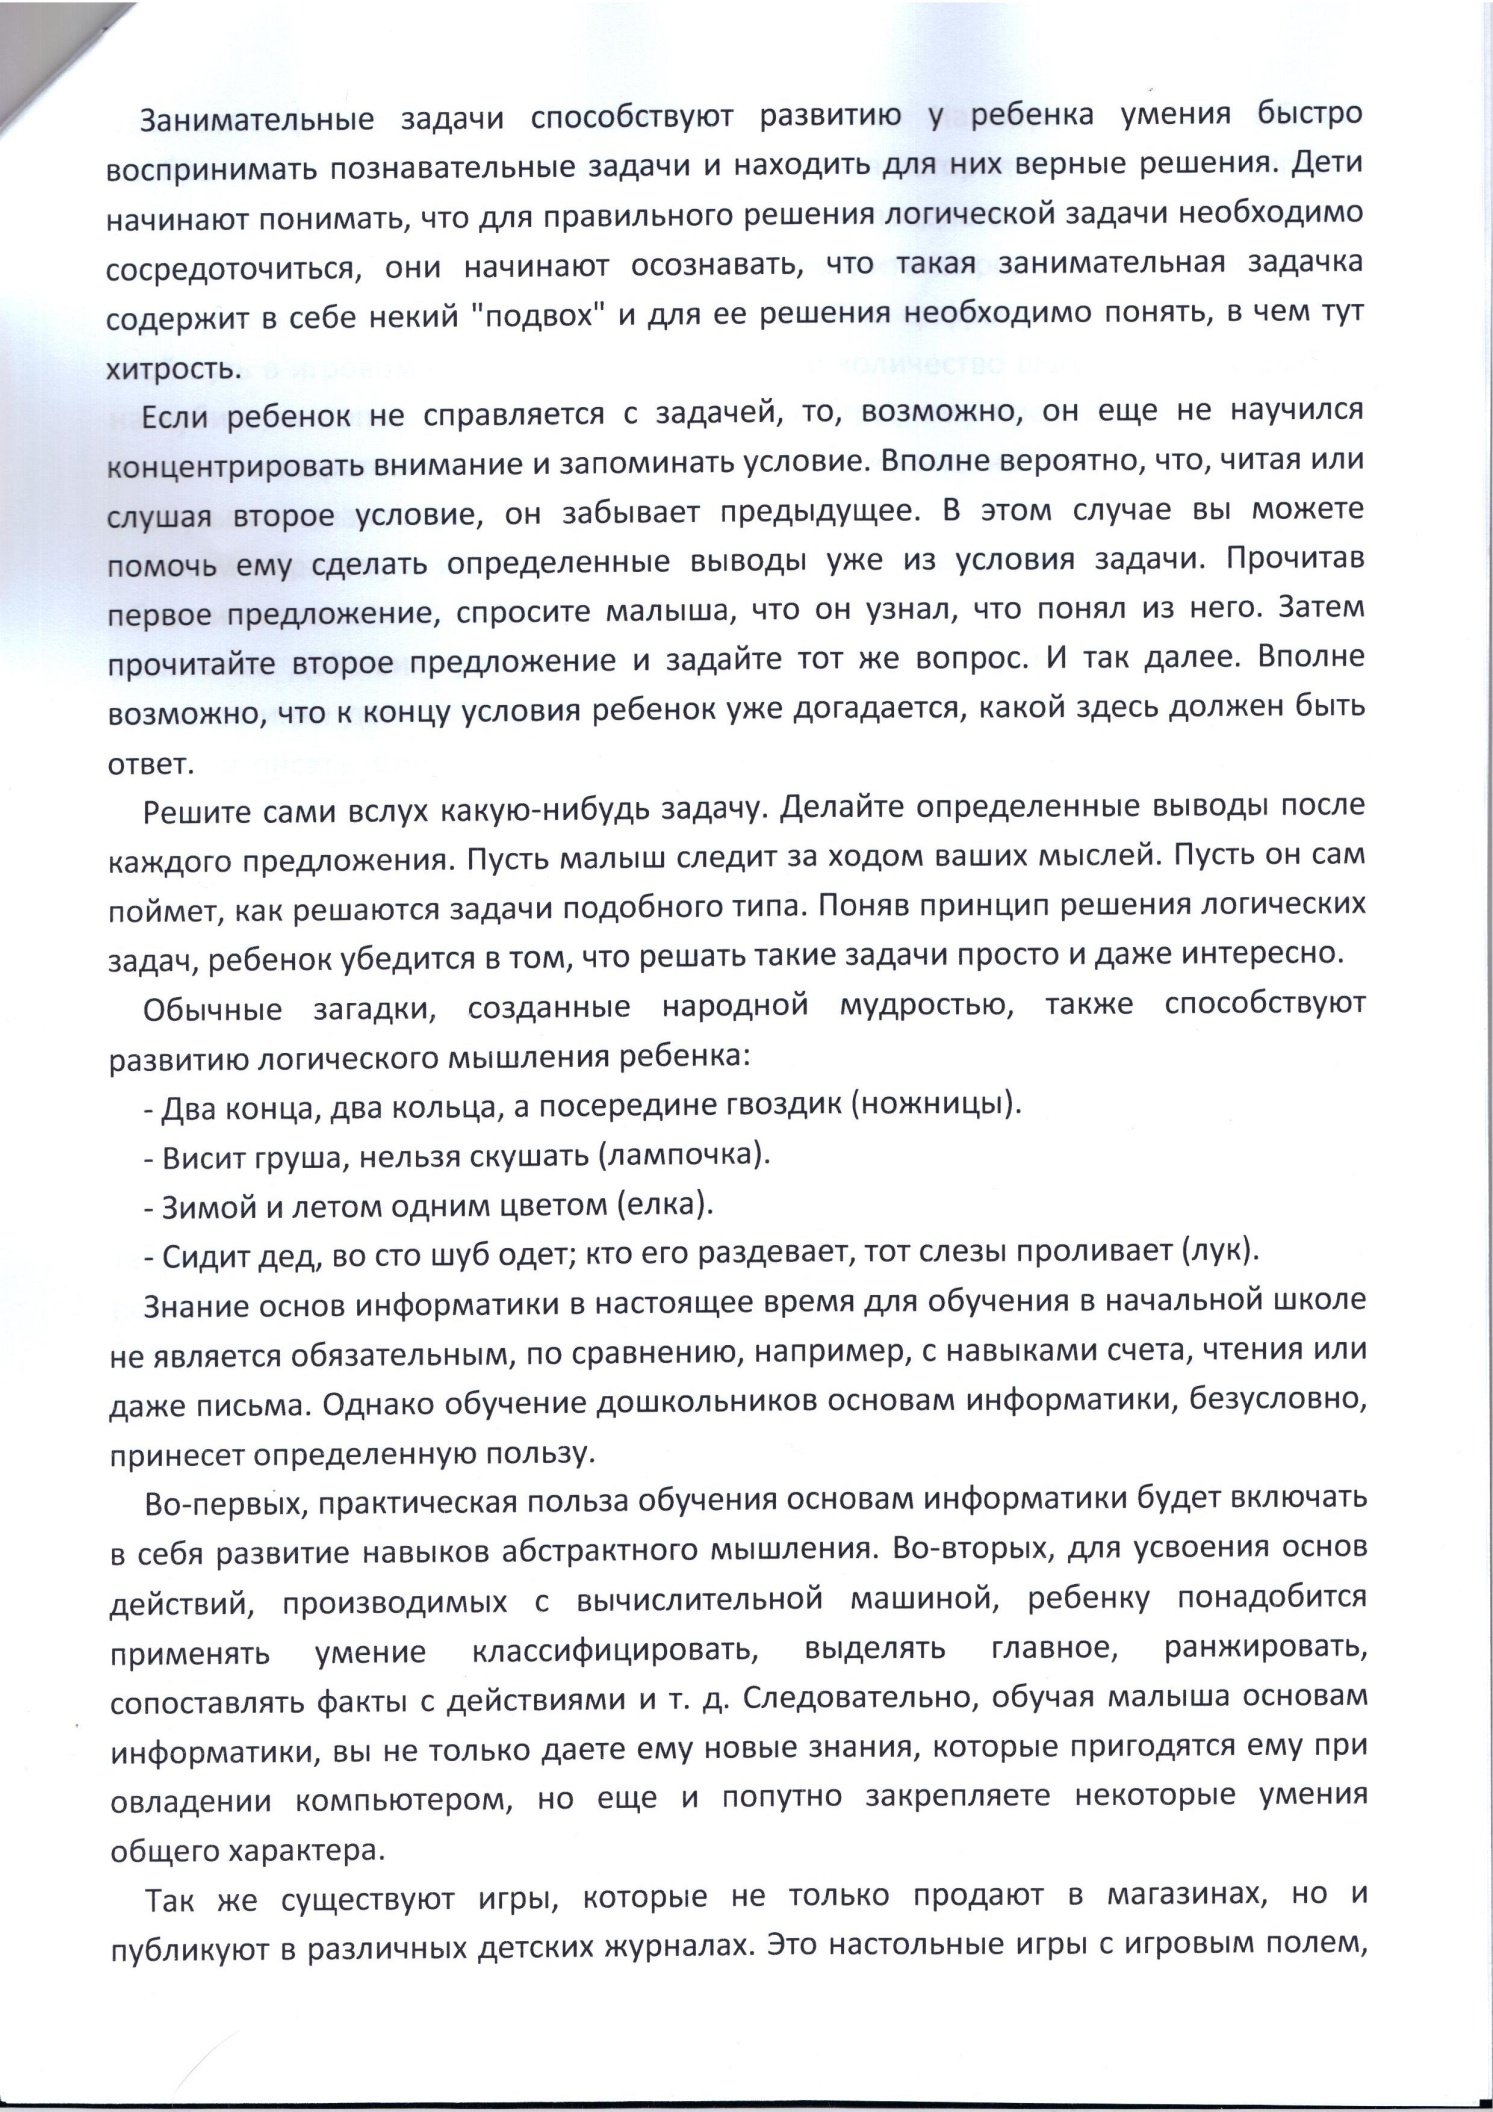 Занимательные задачи способствуют развитию у ребенка умения быстро
воспринимать познавательные задачи и находить для них верные решения. Дети
начинают понимать, что для правильного решения логической задачи необходимо
сосредоточиться, они начинают осознавать, что такая занимательная задачка
содержит в себе некий "подвох" и для ее решения необходимо понять, в чем тут
хитрость.
Если ребенок не справляется с задачей, то, возможно, он еще не научился
концентрировать внимание и запоминать условие. Вполне вероятно, что, читая или
слушая второе условие, он забывает предыдущее. В этом случае вы можете
помочь ему сделать определенные выводы уже из условия задачи. Прочитав
первое предложение, спросите малыша, что он узнал, что понял из него. Затем
прочитайте второе предложение и задайте тот же вопрос. И так далее. Вполне
возможно, что к концу условия ребенок уже догадается, какой здесь должен быть
ответ.
Решите сами вслух какую-нибудь задачу. Делайте определенные выводы после
каждого предложения. Пусть малыш следит за ходом ваших мыслей. Пусть он сам
поймет, как решаются задачи подобного типа. Поняв принцип решения логических
задач, ребенок убедится в том, что решать такие задачи просто и даже интересно.
Обычные загадки, созданные народной мудростью, также способствуют
развитию логического мышления ребенка:
- Два конца, два кольца, а посередине гвоздик (ножницы).
- Висит груша, нельзя скушать (лампочка).
- Зимой и летом одним цветом (елка).
- Сидит дед, во сто шуб одет; кто его раздевает, тот слезы проливает (лук).
Знание основ информатики в настоящее время для обучения в начальной школе
не является обязательным, по сравнению, например, с навыками счета, чтения или
даже письма. Однако обучение дошкольников основам информатики, безусловно,
принесет определенную пользу.
Во-первых, практическая польза обучения основам информатики будет включать
в себя развитие навыков абстрактного мышления. Во-вторых, для усвоения основ
действий, производимых с вычислительной машиной, ребенку понадобится
применять умение классифицировать, выделять главное, ранжировать,
сопоставлять факты с действиями и т. д. Следовательно, обучая малыша основам
информатики, вы не только даете ему новые знания, которые пригодятся ему при
овладении компьютером, но еще и попутно закрепляете некоторые умения
общего характера.
Так же существуют игры, которые не только продают в магазинах, но и
публикуют в различных детских журналах. Это настольные игры с игровым полем,